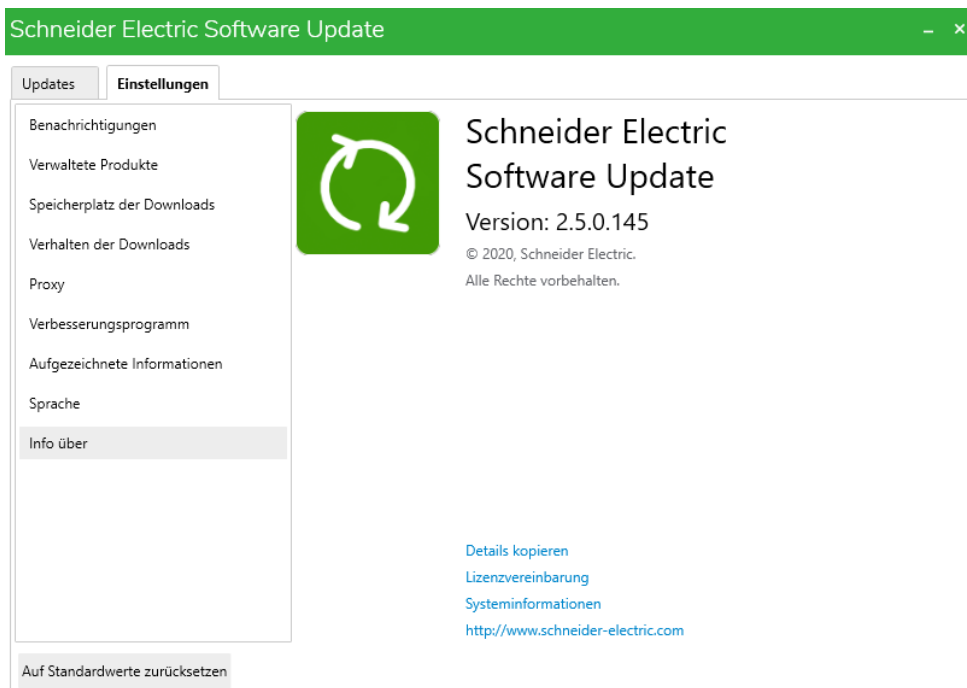 Schneider Electric Software Update
Updates
Einstellungen
Benachrichtigungen
Verwaltete Produkte
Speicherplatz der Downloads
Verhalten der Downloads
Proxy
Verbesserungsprogramm
Aufgezeichnete Informationen
Sprache
Info über
Auf Standardwerte zurücksetzen
Schneider Electric
Software Update
Version: 2.5.0.145
© 2020, Schneider Electric.
Alle Rechte vorbehalten.
Details kopieren
Lizenzvereinbarung
Systeminformationen
http://www.schneider-electric.com